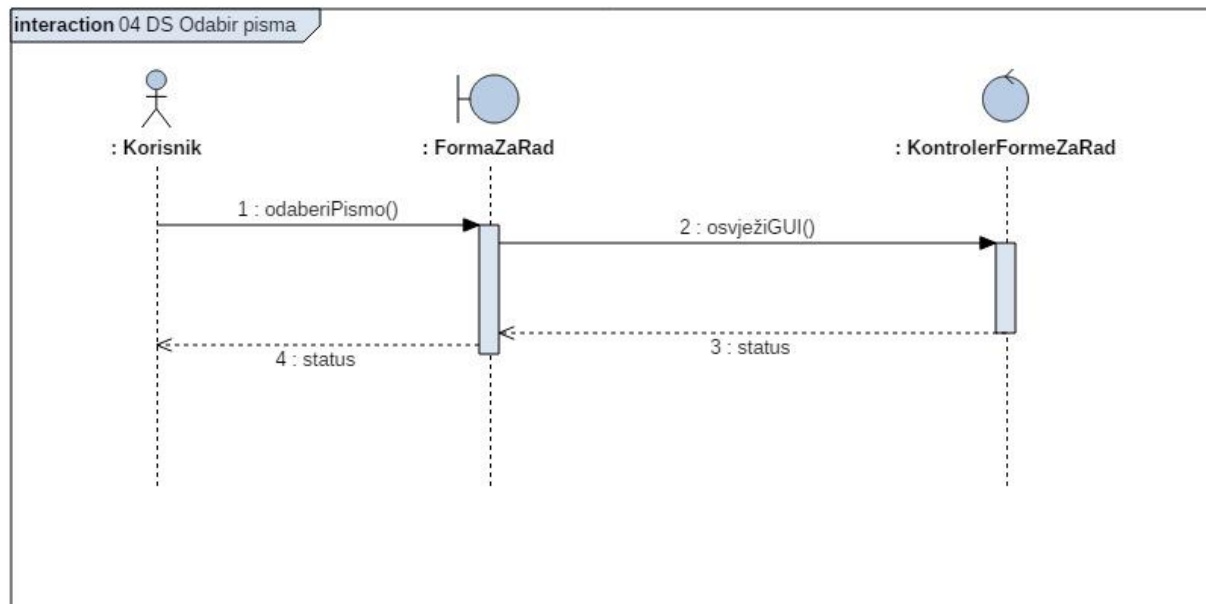 interaction 04 DS Odabir pisma
: Korisnik
: FormaZaRad
: KontrolerFormeZaRad
1 : odaberiPismo()
2 : osvježiGUI()
3 : status
4 : status